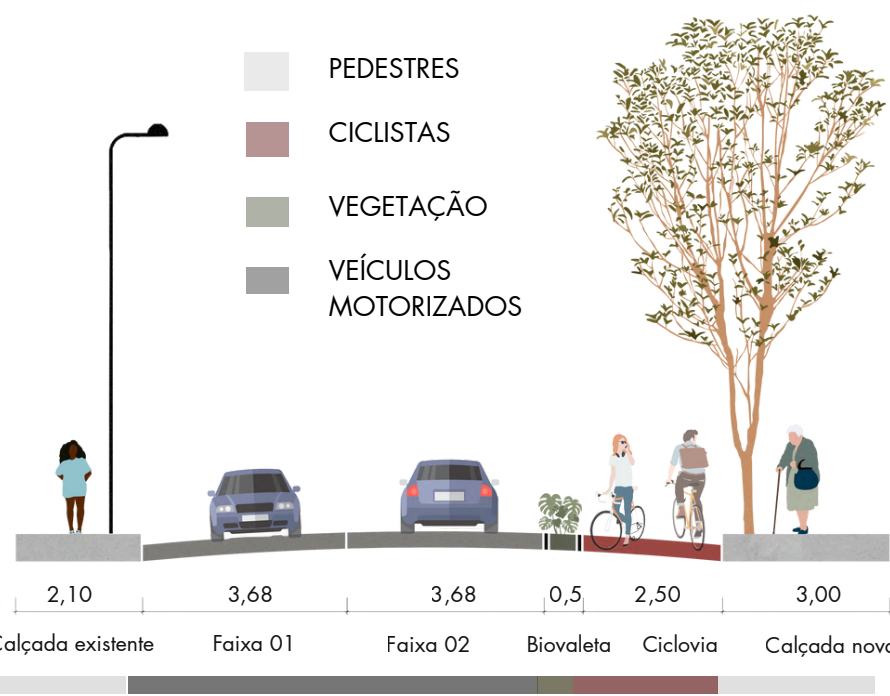 PEDESTRES
CICLISTAS
VEGETAÇÃO
VEÍCULOS
MOTORIZADOS
2,10 3,68 3,68 0,5 2,50 3,00
Calçada existente Faixa 01 Faixa 02 Biovaleta Ciclovia Calçada nova